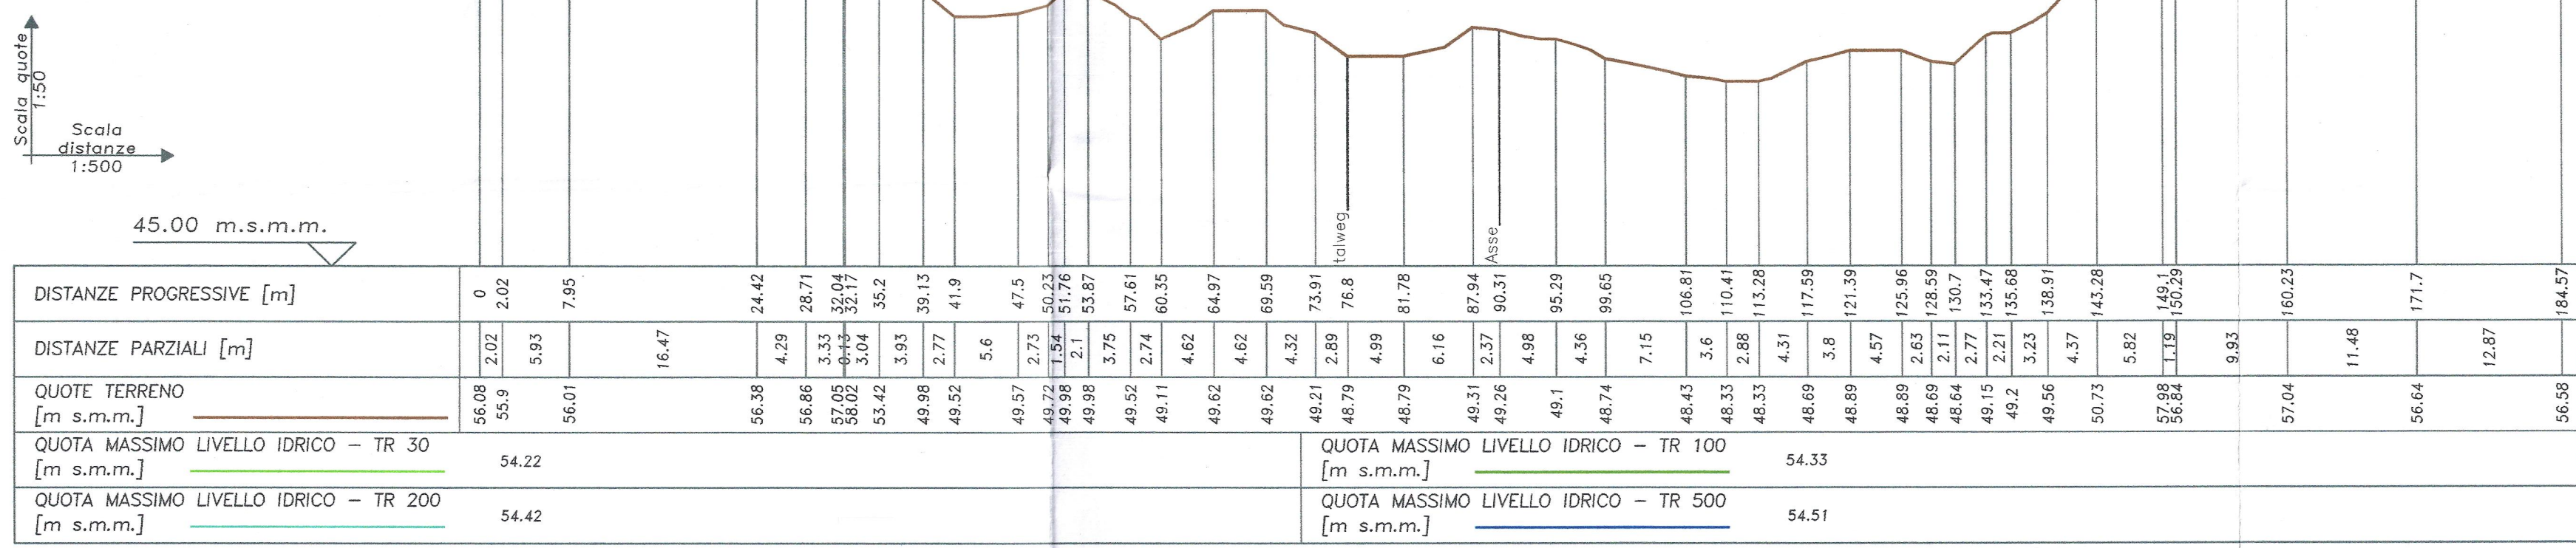 Scala quote
1:50
Scala
distanze
1:500
45.00 m.s.m.m.
talweg
Asse
DISTANZE PROGRESSIVE [m] 0 2.02 7.95 24.42 28.71 32.04 32.17 35.2 39.13 41.9 47.5 50.23 51.76 53.87 57.61 60.35 64.97 69.59 73.91 76.8 81.78 87.94 90.31 95.29 99.65 106.81 110.41 113.28 117.59 121.39 125.96 128.59 130.7 133.47 135.68 138.91 143.28 149.1 150.29 160.23 171.7 184.57
DISTANZE PARZIALI [m] 2.02 5.93 16.47 4.29 3.33 0.13 3.04 3.93 2.77 5.6 2.73 1.54 2.1 3.75 2.74 4.62 4.62 4.32 2.89 4.99 6.16 2.37 4.98 4.36 7.15 3.6 2.88 4.31 3.8 4.57 2.63 2.11 2.77 2.21 3.23 4.37 5.82 1.19 9.93 11.48 12.87
QUOTE TERRENO
[m s.m.m.] 56.08 55.9 56.01 56.38 56.86 57.05 58.02 53.42 49.98 49.52 49.57 49.72 49.98 49.98 49.52 49.11 49.62 49.62 49.21 48.79 48.79 49.31 49.26 49.1 48.74 48.43 48.33 48.33 48.69 48.89 48.89 48.69 48.64 49.15 49.2 49.56 50.73 57.98 56.84 57.04 56.64 56.58
QUOTA MASSIMO LIVELLO IDRICO – TR 30
[m s.m.m.] 54.22
QUOTA MASSIMO LIVELLO IDRICO – TR 100
[m s.m.m.] 54.33
QUOTA MASSIMO LIVELLO IDRICO – TR 200
[m s.m.m.] 54.42
QUOTA MASSIMO LIVELLO IDRICO – TR 500
[m s.m.m.] 54.51